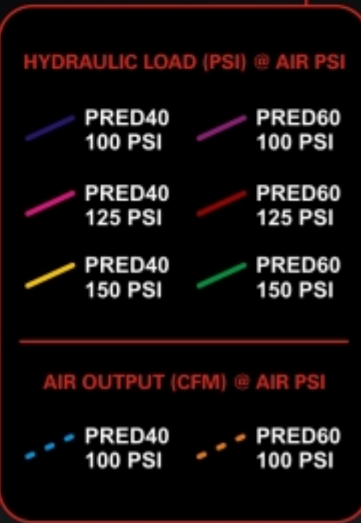 HYDRAULIC LOAD (PSI) @ AIR PSI
PRED40
100 PSI
PRED60
100 PSI
PRED40
125 PSI
PRED60
125 PSI
PRED40
150 PSI
PRED60
150 PSI
AIR OUTPUT (CFM) @ AIR PSI
PRED40
100 PSI
PRED60
100 PSI